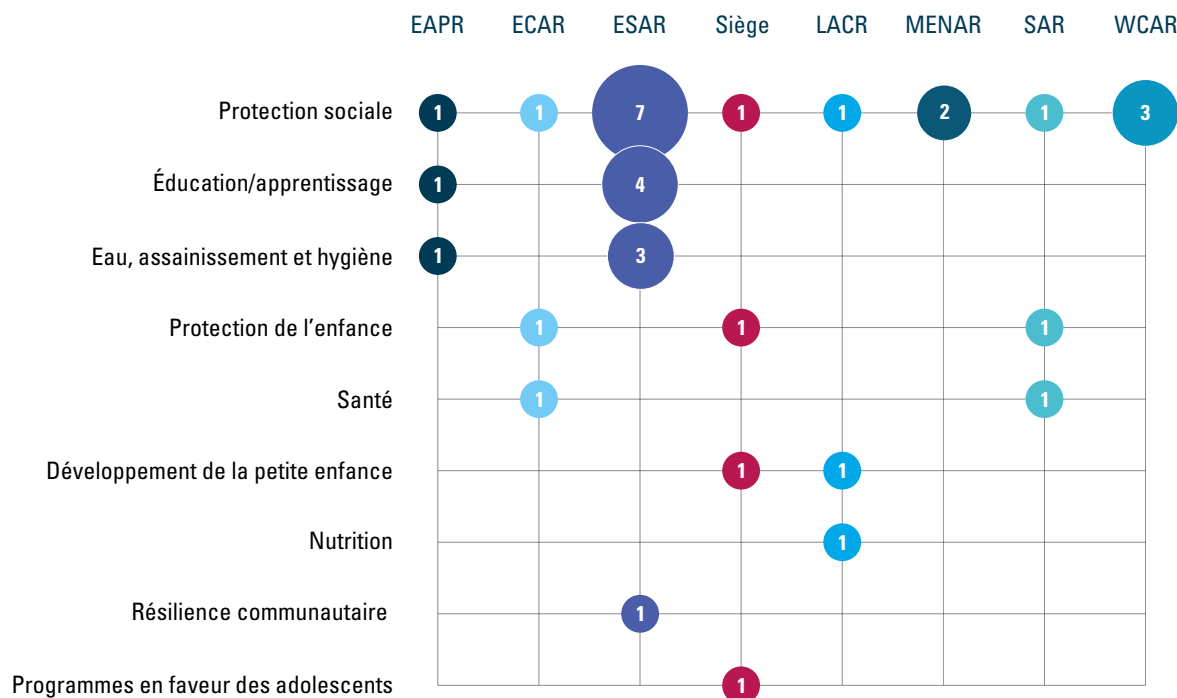 EAPR ECAR ESAR Siège LACR MENAR SAR WCAR
Protection sociale 1 1 7 1 1 2 1 3
Éducation/apprentissage 1 4
Eau, assainissement et hygiène 1 3
Protection de l’enfance 1 1 1
Santé 1 1
Développement de la petite enfance 1 1
Nutrition 1
Résilience communautaire 1
Programmes en faveur des adolescents 1